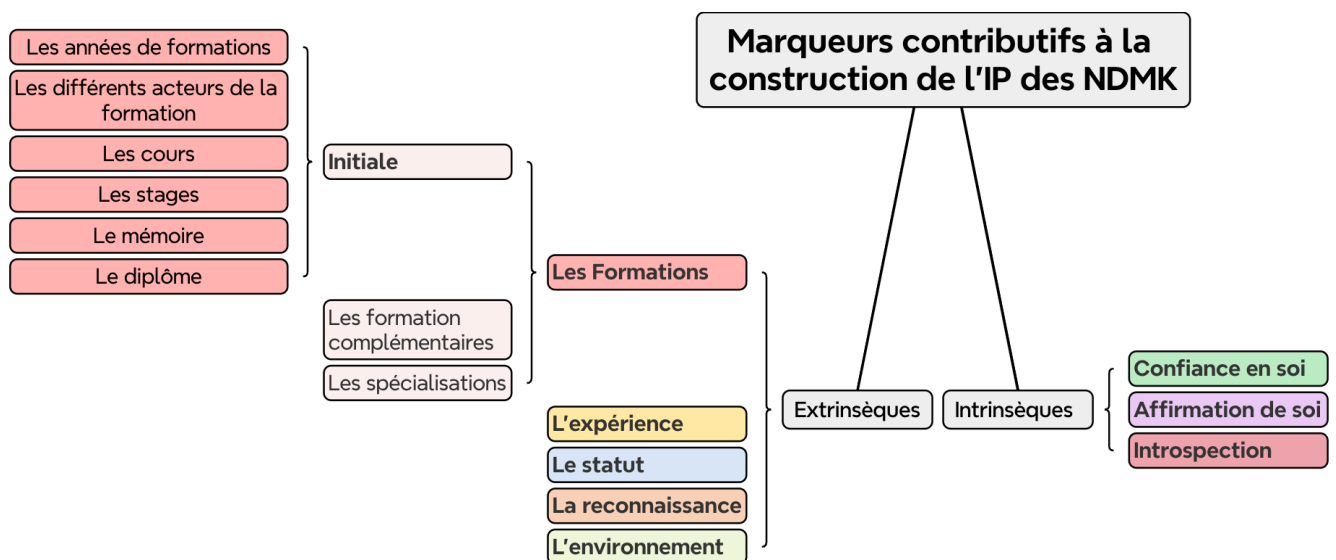 Marqueurs contributifs à la
construction de l'IP des NDMK
Les années de formations
Les différents acteurs de la
formation
Les cours
Les stages
Le mémoire
Le diplôme
Initiale
Les formation
complémentaires
Les spécialisations
Les Formations
L'expérience
Le statut
La reconnaissance
L'environnement
Extrinsèques
Intrinsèques
Confiance en soi
Affirmation de soi
Introspection